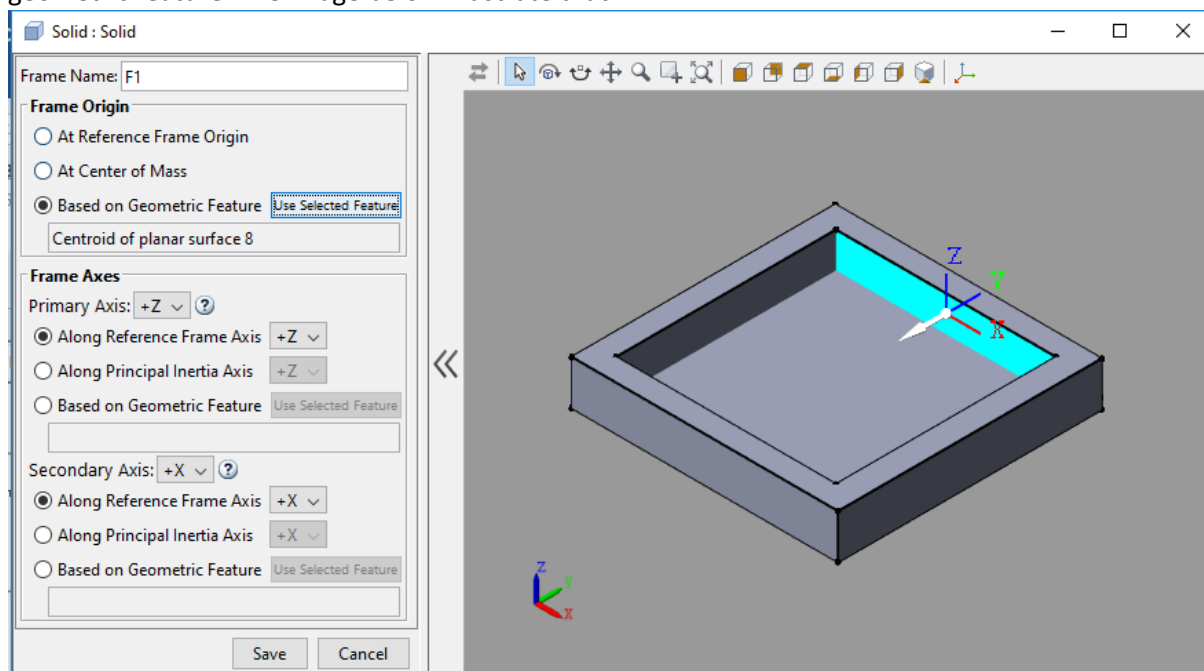 Solid : Solid
Frame Name: F1
Frame Origin
At Reference Frame Origin
At Center of Mass
Based on Geometric Feature Use Selected Feature
Centroid of planar surface 8
Frame Axes
Primary Axis: +Z
Along Reference Frame Axis +Z
Along Principal Inertia Axis +Z
Based on Geometric Feature Use Selected Feature
Secondary Axis: +X
Along Reference Frame Axis +X
Along Principal Inertia Axis +X
Based on Geometric Feature Use Selected Feature
Save Cancel
Z
Y
X
Z
Y
X